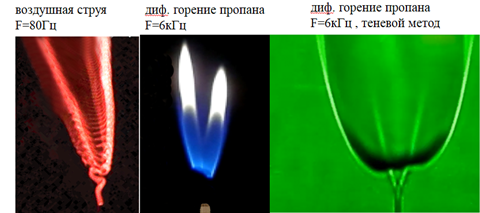 воздушная струя
F=80Гц
диф. горение пропана
F=6кГц
диф. горение пропана
F=6кГц , теневой метод